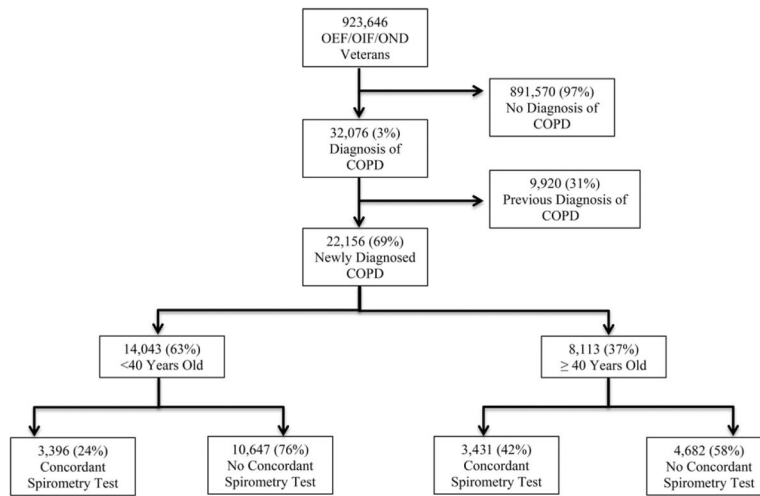 923,646
OEF/OIF/OND
Veterans
891,570 (97%)
No Diagnosis of
COPD
32,076 (3%)
Diagnosis of
COPD
9,920 (31%)
Previous Diagnosis of
COPD
22,156 (69%)
Newly Diagnosed
COPD
14,043 (63%)
<40 Years Old
8,113 (37%)
≥ 40 Years Old
3,396 (24%)
Concordant
Spirometry Test
10,647 (76%)
No Concordant
Spirometry Test
3,431 (42%)
Concordant
Spirometry Test
4,682 (58%)
No Concordant
Spirometry Test